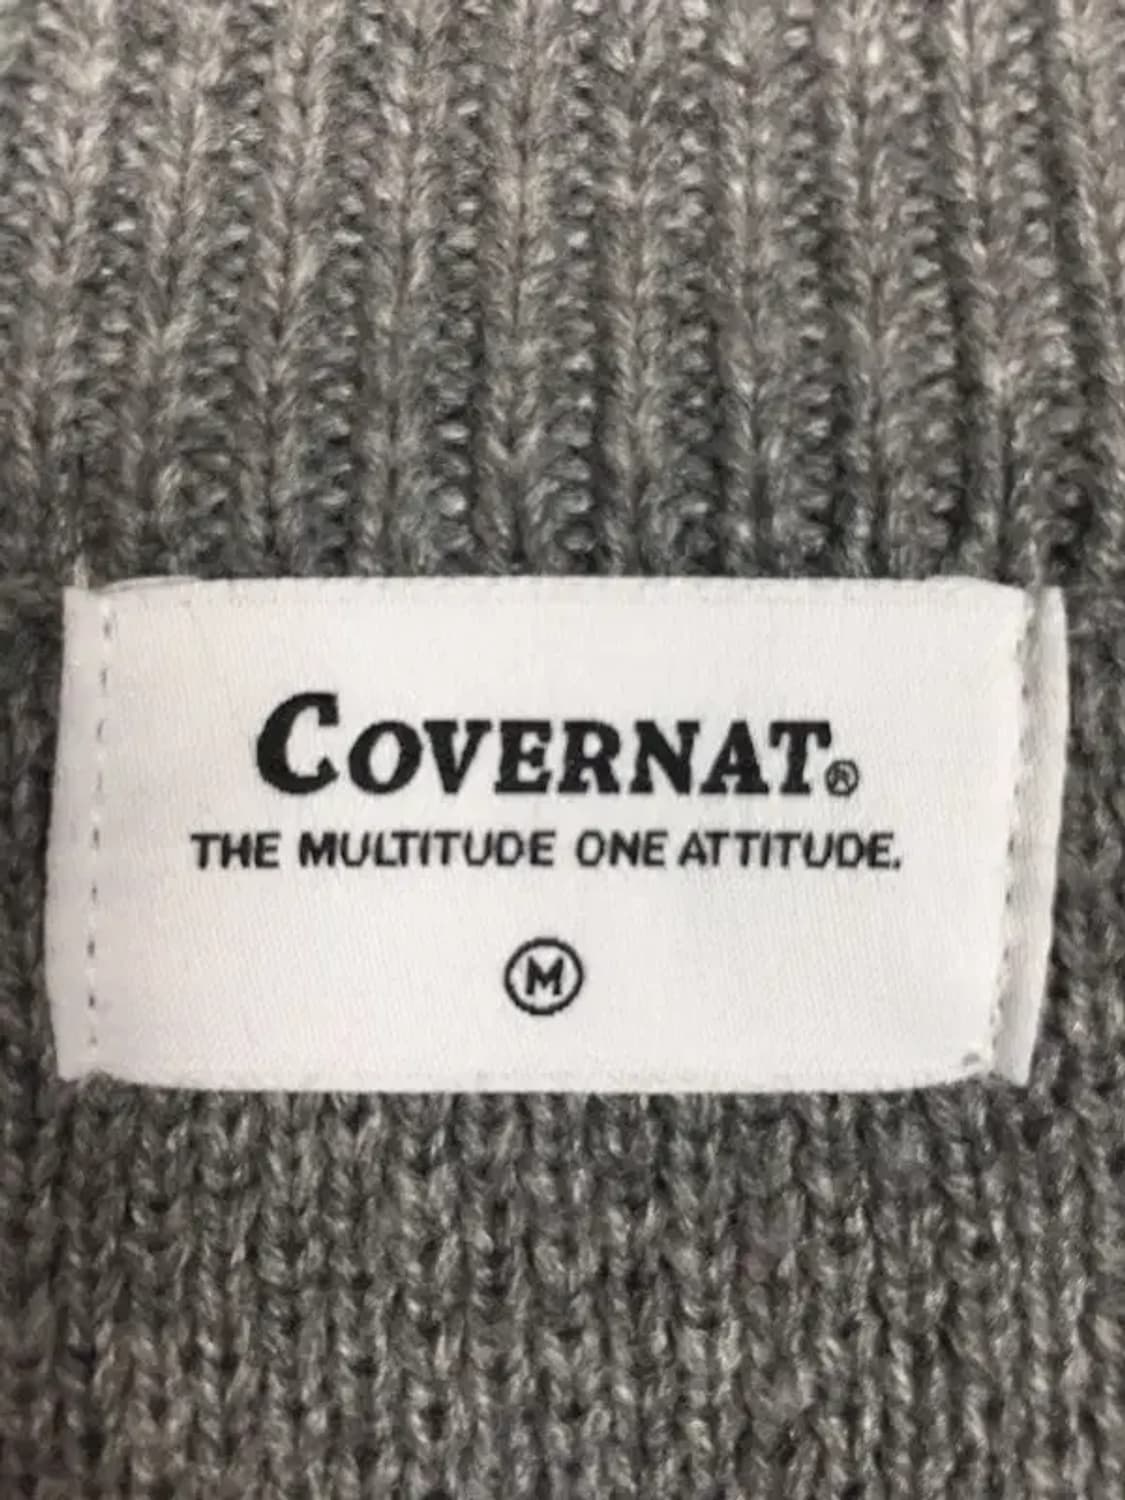 COVERNAT®
THE MULTITUDE ONE ATTITUDE.
M